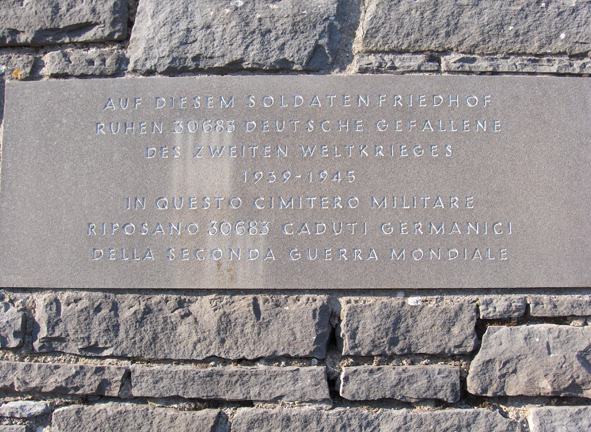 AUF DIESEM SOLDATENFRIEDHOF
RUHEN 30683 DEUTSCHE GEFALLENE
DES ZWEITEN WELTKRIEGES
1939-1945
IN QUESTO CIMITERO MILITARE
RIPOSANO 30683 CADUTI GERMANICI
DELLA SECONDA GUERRA MONDIALE